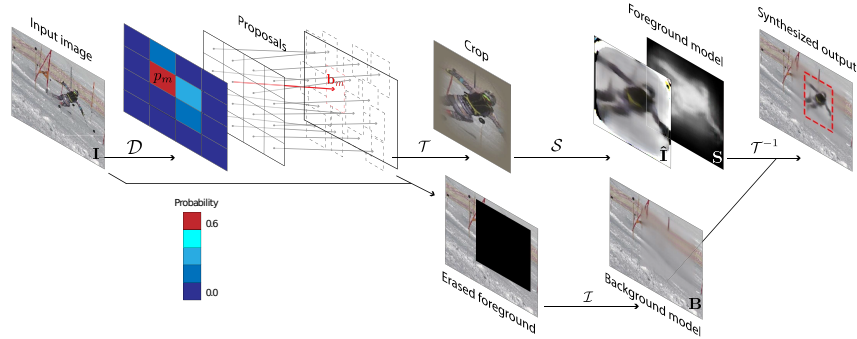 Input image
I
D
p_m
Proposals
b_m
T
Crop
S
Foreground model
Î
S
T⁻¹
Synthesized output
Probability
0.6
0.0
Erased foreground
I
Background model
B